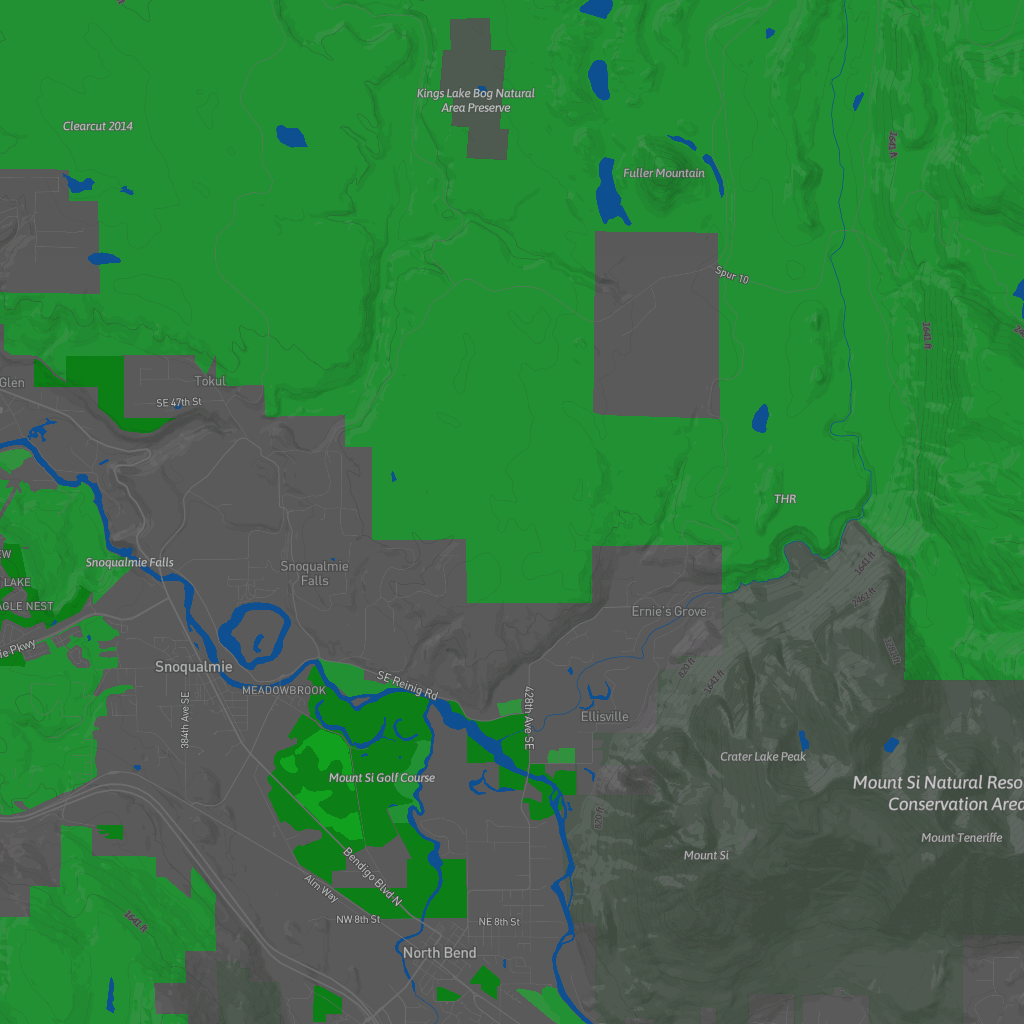 Kings Lake Bog Natural
Area Preserve
Clearcut 2014
1641 ft
Fuller Mountain
Spur 10
1641 ft
Glen
Tokul
SE 47th St
THR
Snoqualmie Falls
Snoqualmie
Falls
1641 ft
2461 ft
LAKE
AGLE NEST
Ernie's Grove
ie Pkwy
Snoqualmie
820 ft
1641 ft
SE Reinig Rd
MEADOWBROOK
384th Ave SE
428th Ave SE
Ellisville
Crater Lake Peak
Mount Si Golf Course
Mount Si Natural Reso
Conservation Area
820 ft
Mount Teneriffe
Mount Si
Bendigo Blvd N
Alm Way
1641 ft
NW 8th St
NE 8th St
North Bend